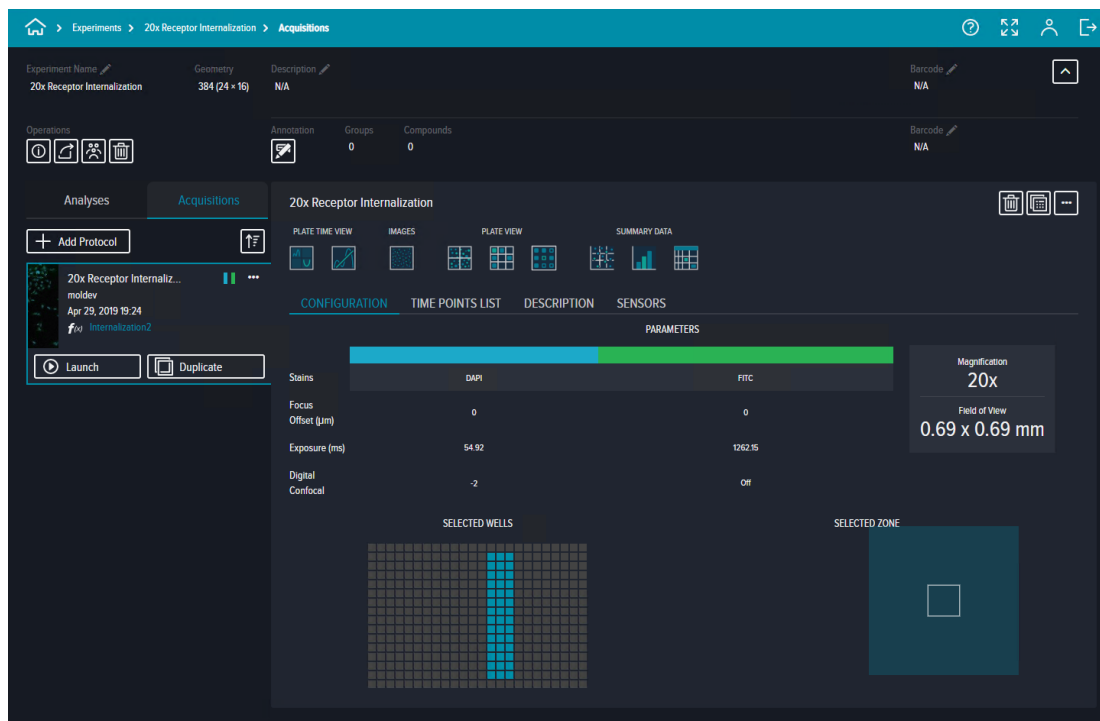 > Experiments > 20x Receptor Internalization > Acquisitions
Experiment Name Geometry Description Barcode
20x Receptor Internalization 384 (24 × 16) N/A N/A
Operations Annotation Groups Compounds Barcode
0 0 N/A
Analyses Acquisitions 20x Receptor Internalization
PLATE TIME VIEW IMAGES PLATE VIEW SUMMARY DATA
+ Add Protocol
20x Receptor Internaliz...
moldev
Apr 29, 2019 19:24
f(x) Internalization2
Launch Duplicate
CONFIGURATION TIME POINTS LIST DESCRIPTION SENSORS
PARAMETERS
Stains DAPI FITC
Focus
Offset (μm) 0 0
Exposure (ms) 54.92 1262.15
Digital
Confocal -2 Off
Magnification
20x
Field of View
0.69 x 0.69 mm
SELECTED WELLS SELECTED ZONE